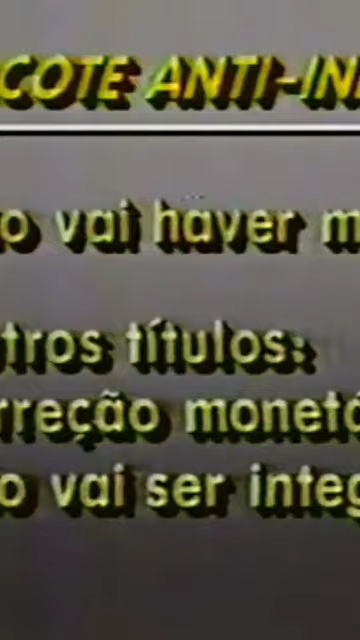 COTE ANTI-IN
o vai haver m
tros títulos:
rreção monetá
o vai ser integ